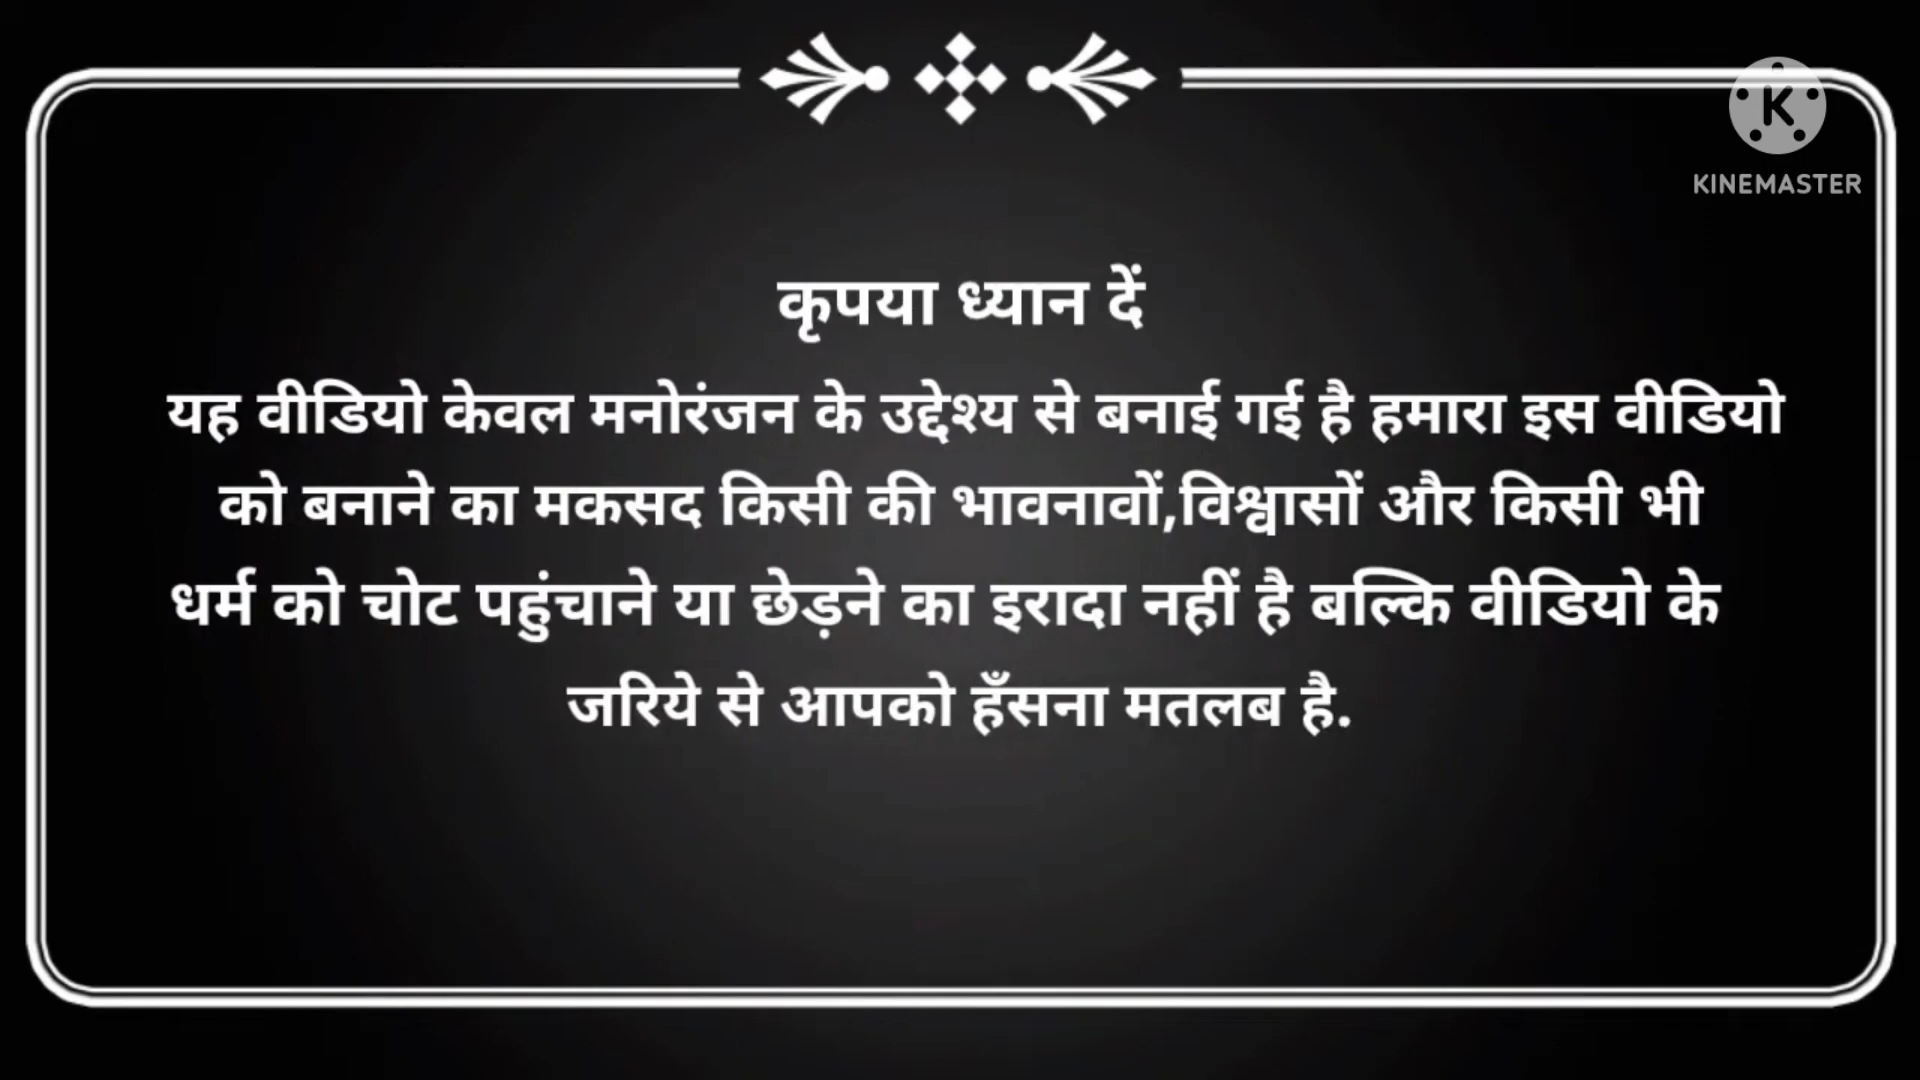 KINEMASTER
कृपया ध्यान दें
यह वीडियो केवल मनोरंजन के उद्देश्य से बनाई गई है हमारा इस वीडियो
को बनाने का मकसद किसी की भावनावों,विश्वासों और किसी भी
धर्म को चोट पहुंचाने या छेड़ने का इरादा नहीं है बल्कि वीडियो के
जरिये से आपको हँसना मतलब है.